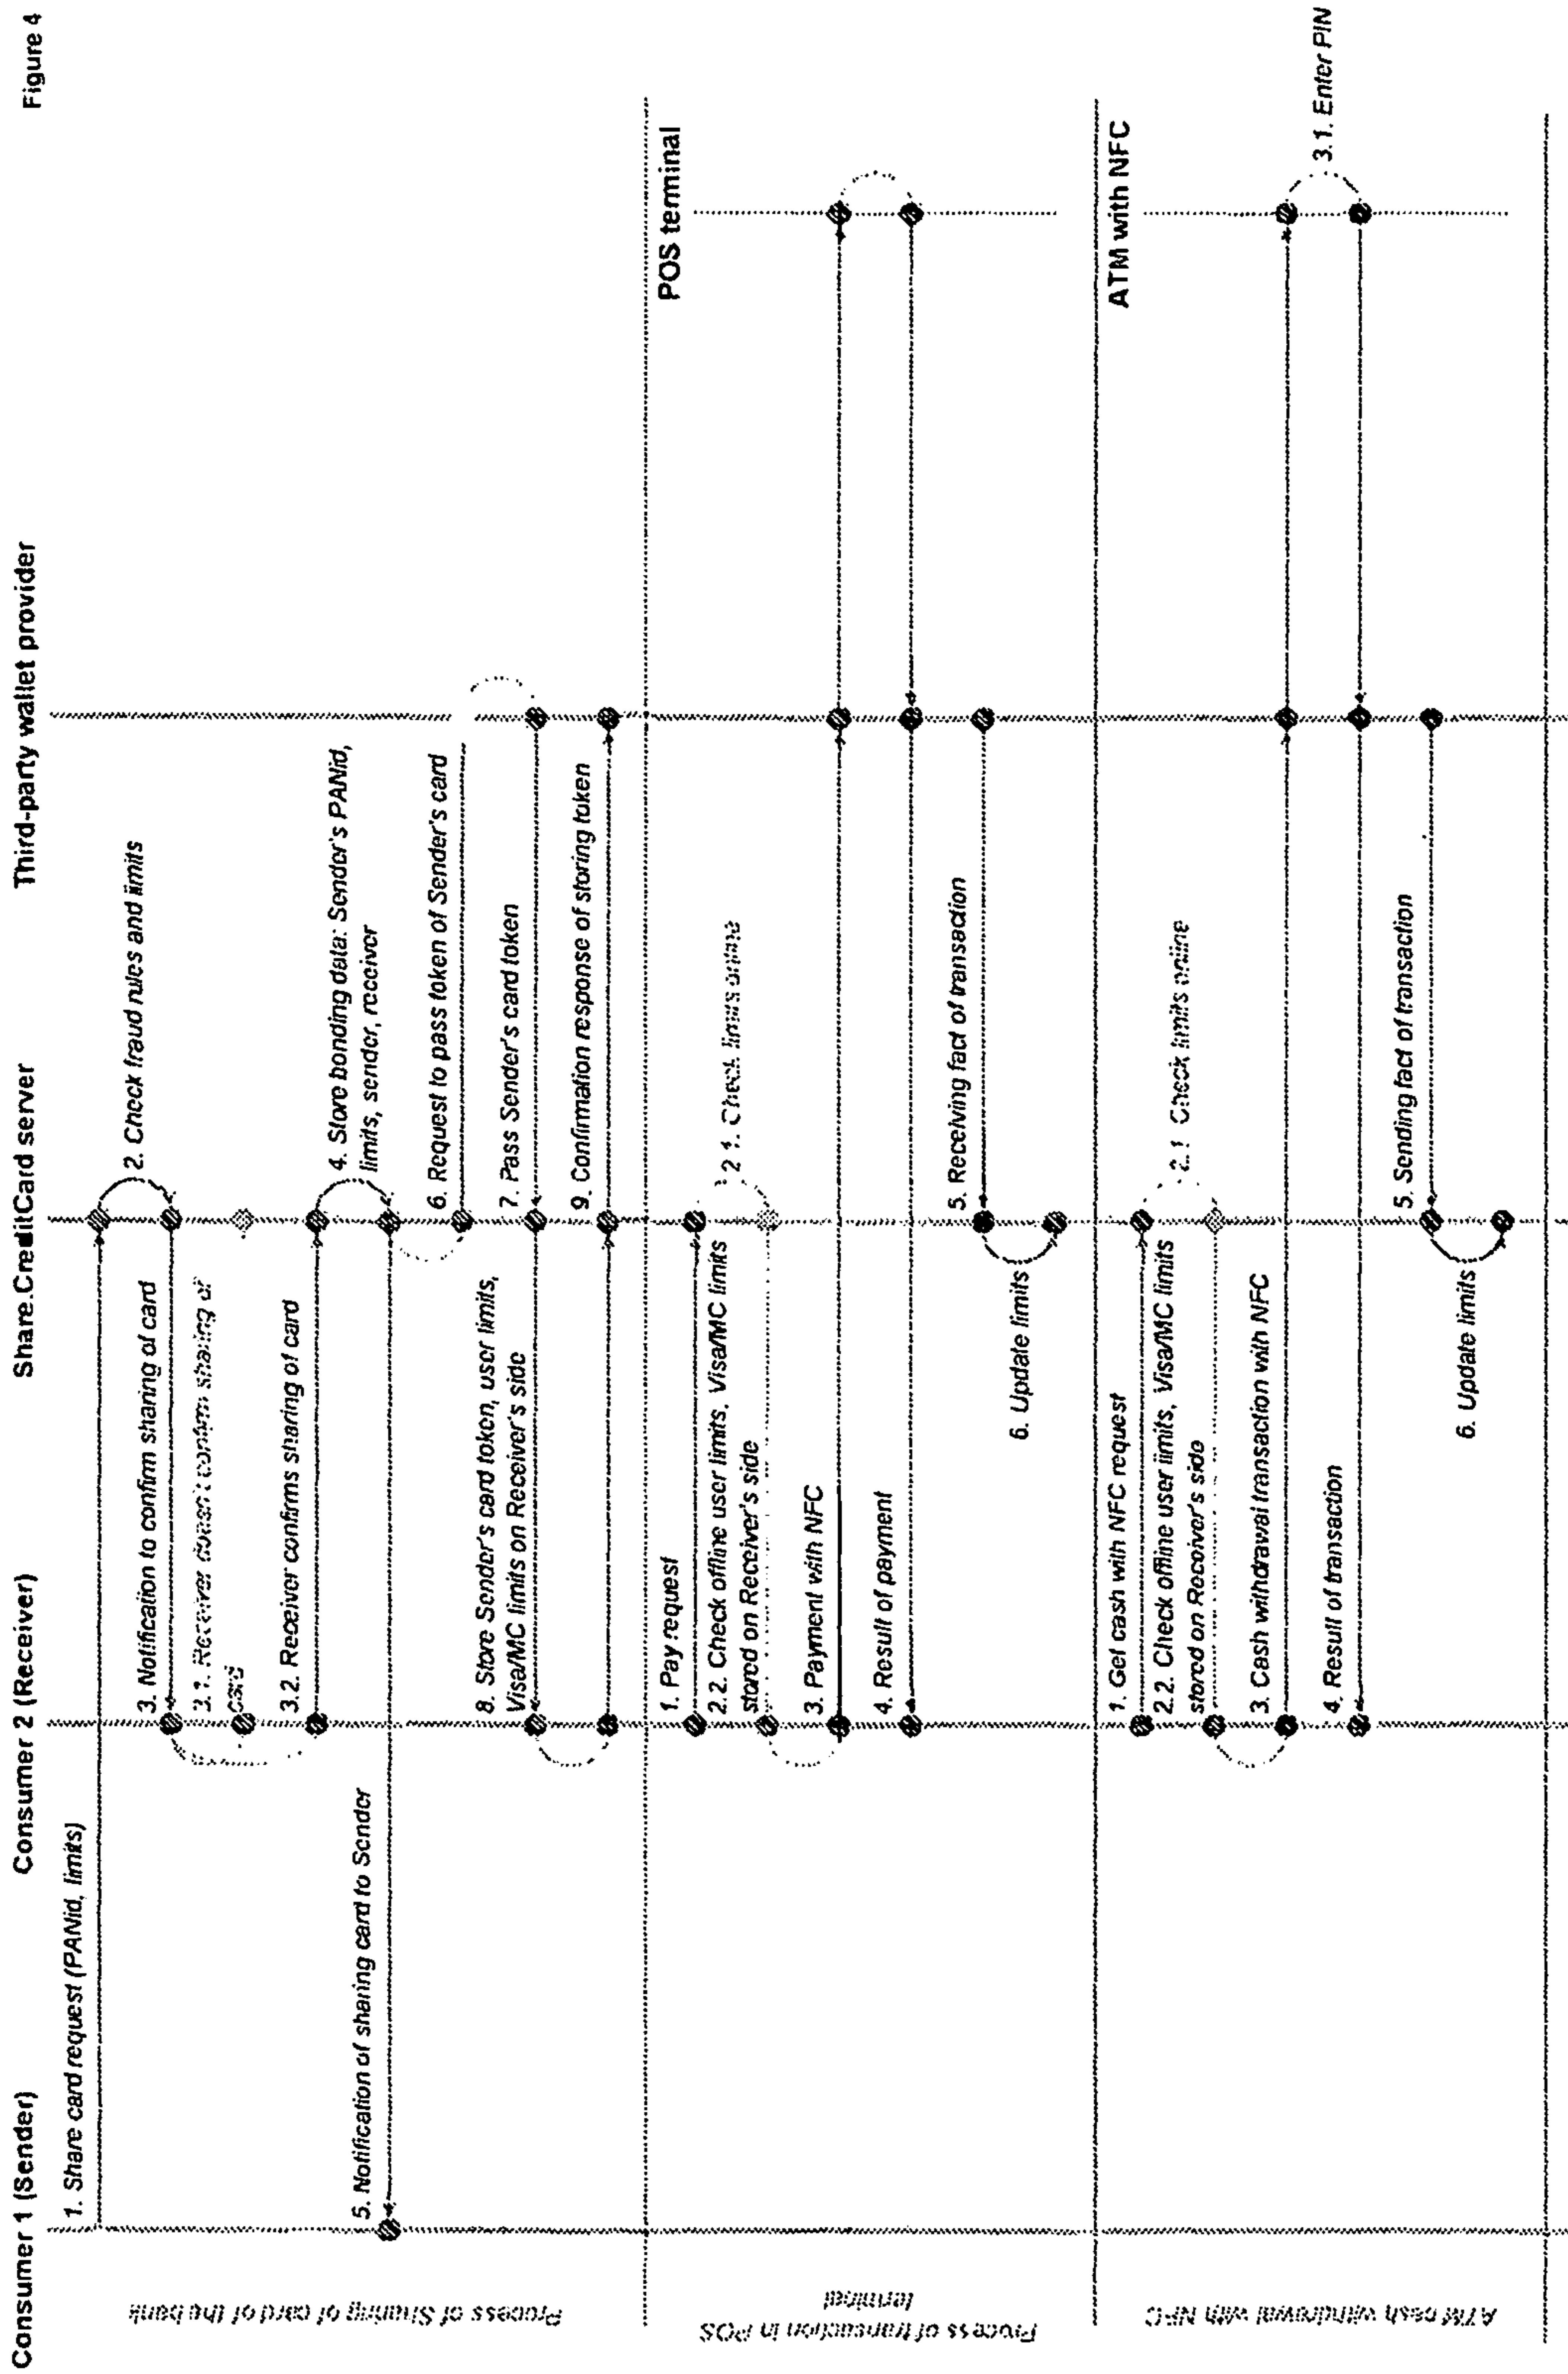 Figure 4
Consumer 1 (Sender)
Consumer 2 (Receiver)
Share.CreditCard server
Third-party wallet provider
Process of Sharing of card of the bank
1. Share card request (PANid, limits)
2. Check fraud rules and limits
3. Notification to confirm sharing of card
3.1. Receiver doesn't confirm sharing of
card
3.2. Receiver confirms sharing of card
4. Store bonding data: Sender's PANid,
limits, sender, receiver
5. Notification of sharing card to Sender
6. Request to pass token of Sender's card
7. Pass Sender's card token
8. Store Sender's card token, user limits,
Visa/MC limits on Receiver's side
9. Confirmation response of storing token
Process of transaction in POS
terminal
POS terminal
1. Pay request
2.1. Check limits online
2.2. Check offline user limits, Visa/MC limits
stored on Receiver's side
3. Payment with NFC
4. Result of payment
5. Receiving fact of transaction
6. Update limits
ATM cash withdrawal with NFC
ATM with NFC
1. Get cash with NFC request
2.1. Check limits online
2.2. Check offline user limits, Visa/MC limits
stored on Receiver's side
3. Cash withdrawal transaction with NFC
3.1. Enter PIN
4. Result of transaction
5. Sending fact of transaction
6. Update limits